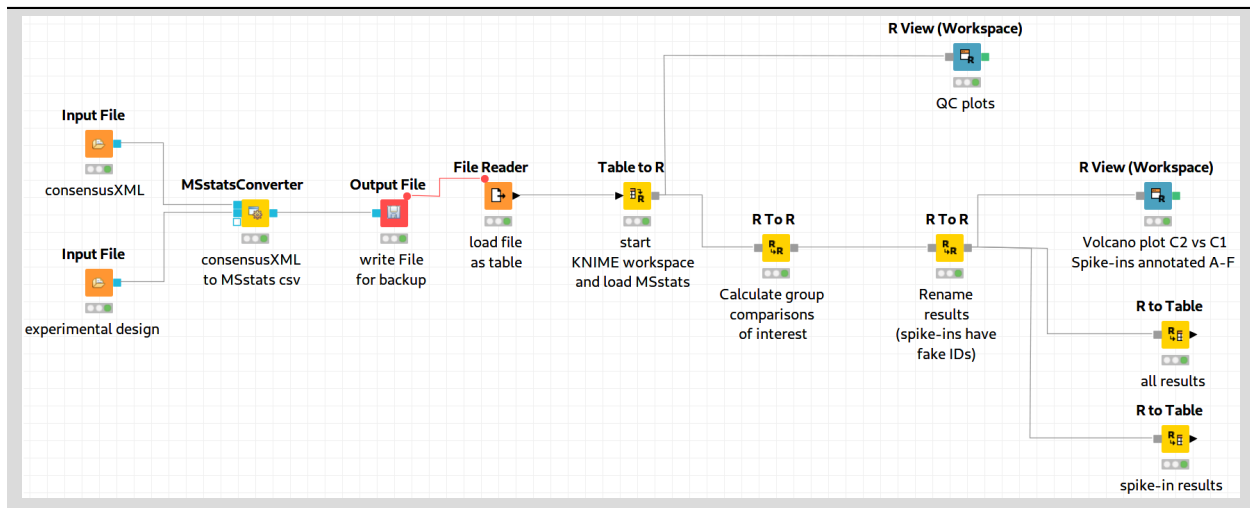 R View (Workspace)
QC plots
Input File
consensusXML
MSstatsConverter
consensusXML
to MSstats csv
Output File
write File
for backup
File Reader
load file
as table
Table to R
start
KNIME workspace
and load MSstats
R View (Workspace)
Volcano plot C2 vs C1
Spike-ins annotated A-F
Input File
experimental design
R To R
Calculate group
comparisons
of interest
R To R
Rename
results
(spike-ins have
fake IDs)
R to Table
all results
R to Table
spike-in results